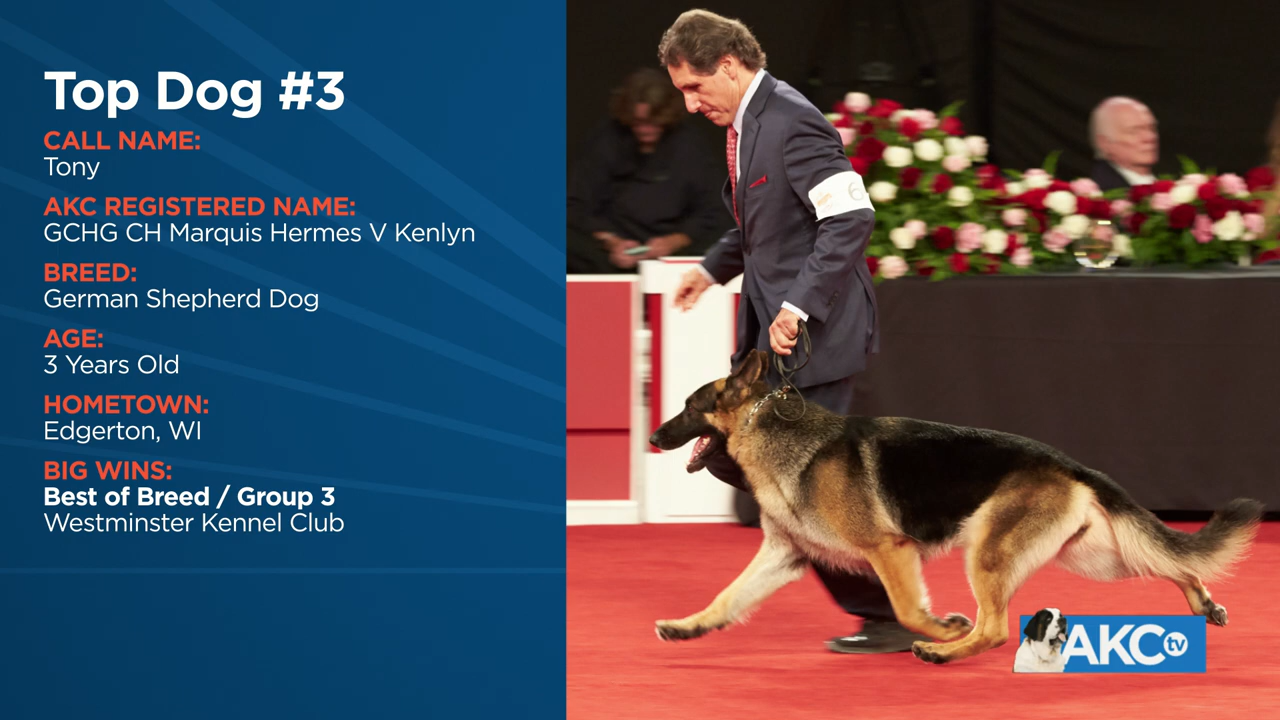 Top Dog #3
CALL NAME:
Tony
AKC REGISTERED NAME:
GCHG CH Marquis Hermes V Kenlyn
BREED:
German Shepherd Dog
AGE:
3 Years Old
HOMETOWN:
Edgerton, WI
BIG WINS:
Best of Breed / Group 3
Westminster Kennel Club
6
AKC tv